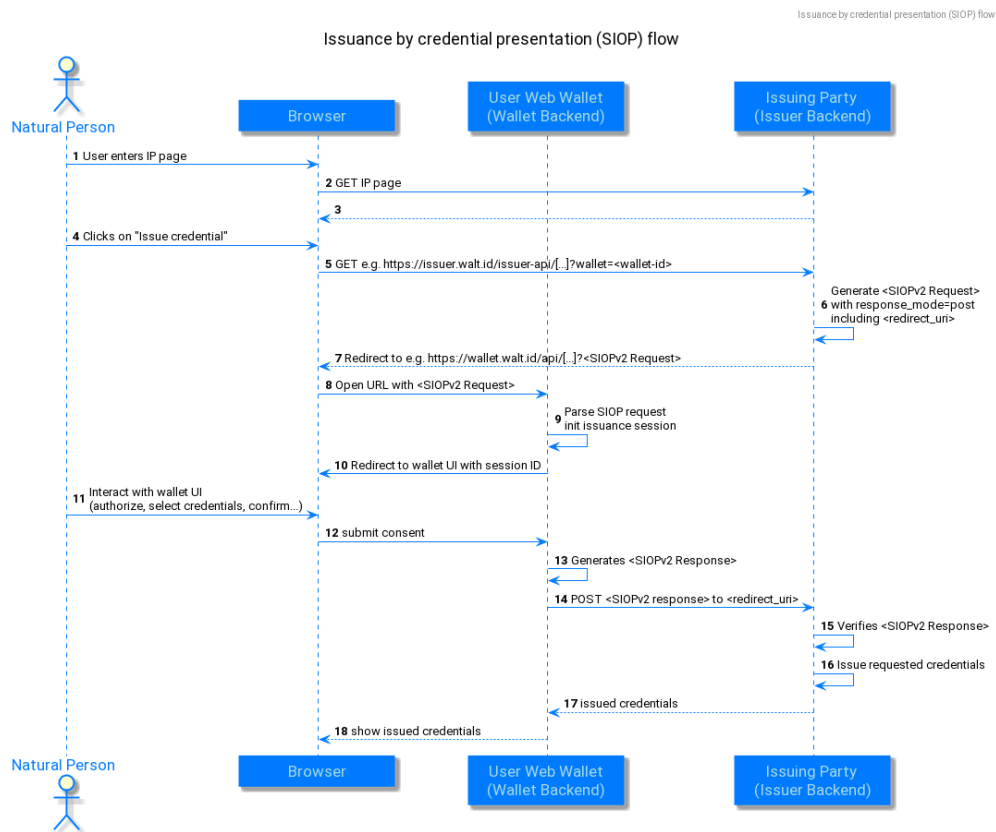 Issuance by credential presentation (SIOP) flow
Issuance by credential presentation (SIOP) flow
Natural Person
Browser
User Web Wallet
(Wallet Backend)
Issuing Party
(Issuer Backend)
1 User enters IP page
2 GET IP page
3
4 Clicks on "Issue credential"
5 GET e.g. https://issuer.walt.id/issuer-api/[...]?wallet=<wallet-id>
Generate <SIOPv2 Request>
6 with response_mode=post
including <redirect_uri>
7 Redirect to e.g. https://wallet.walt.id/api/[...]?<SIOPv2 Request>
8 Open URL with <SIOPv2 Request>
Parse SIOP request
9
init issuance session
10 Redirect to wallet UI with session ID
Interact with wallet UI
11
(authorize, select credentials, confirm...)
12 submit consent
13 Generates <SIOPv2 Response>
14 POST <SIOPv2 response> to <redirect_uri>
15 Verifies <SIOPv2 Response>
16 Issue requested credentials
17 issued credentials
18 show issued credentials
Natural Person
Browser
User Web Wallet
(Wallet Backend)
Issuing Party
(Issuer Backend)